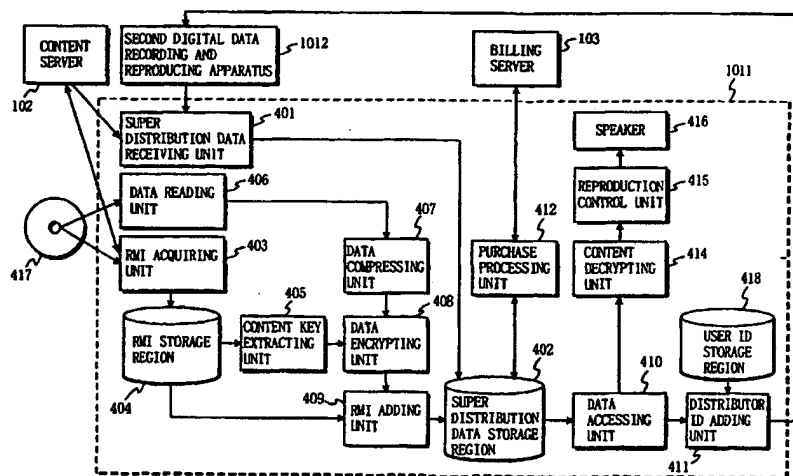 CONTENT
SERVER
102
SECOND DIGITAL DATA
RECORDING AND
REPRODUCING APPARATUS
1012
BILLING
SERVER
103
1011
SUPER
DISTRIBUTION DATA
RECEIVING UNIT
401
SPEAKER
416
DATA READING
UNIT
406
REPRODUCTION
CONTROL UNIT
415
417
RMI ACQUIRING
UNIT
403
DATA
COMPRESSING
UNIT
407
PURCHASE
PROCESSING
UNIT
412
CONTENT
DECRYPTING
UNIT
414
RMI STORAGE
REGION
404
CONTENT KEY
EXTRACTING
UNIT
405
DATA
ENCRYPTING
UNIT
408
USER ID
STORAGE
REGION
418
RMI ADDING
UNIT
409
SUPER
DISTRIBUTION
DATA STORAGE
REGION
402
DATA
ACCESSING
UNIT
410
DISTRIBUTOR
ID ADDING
UNIT
411